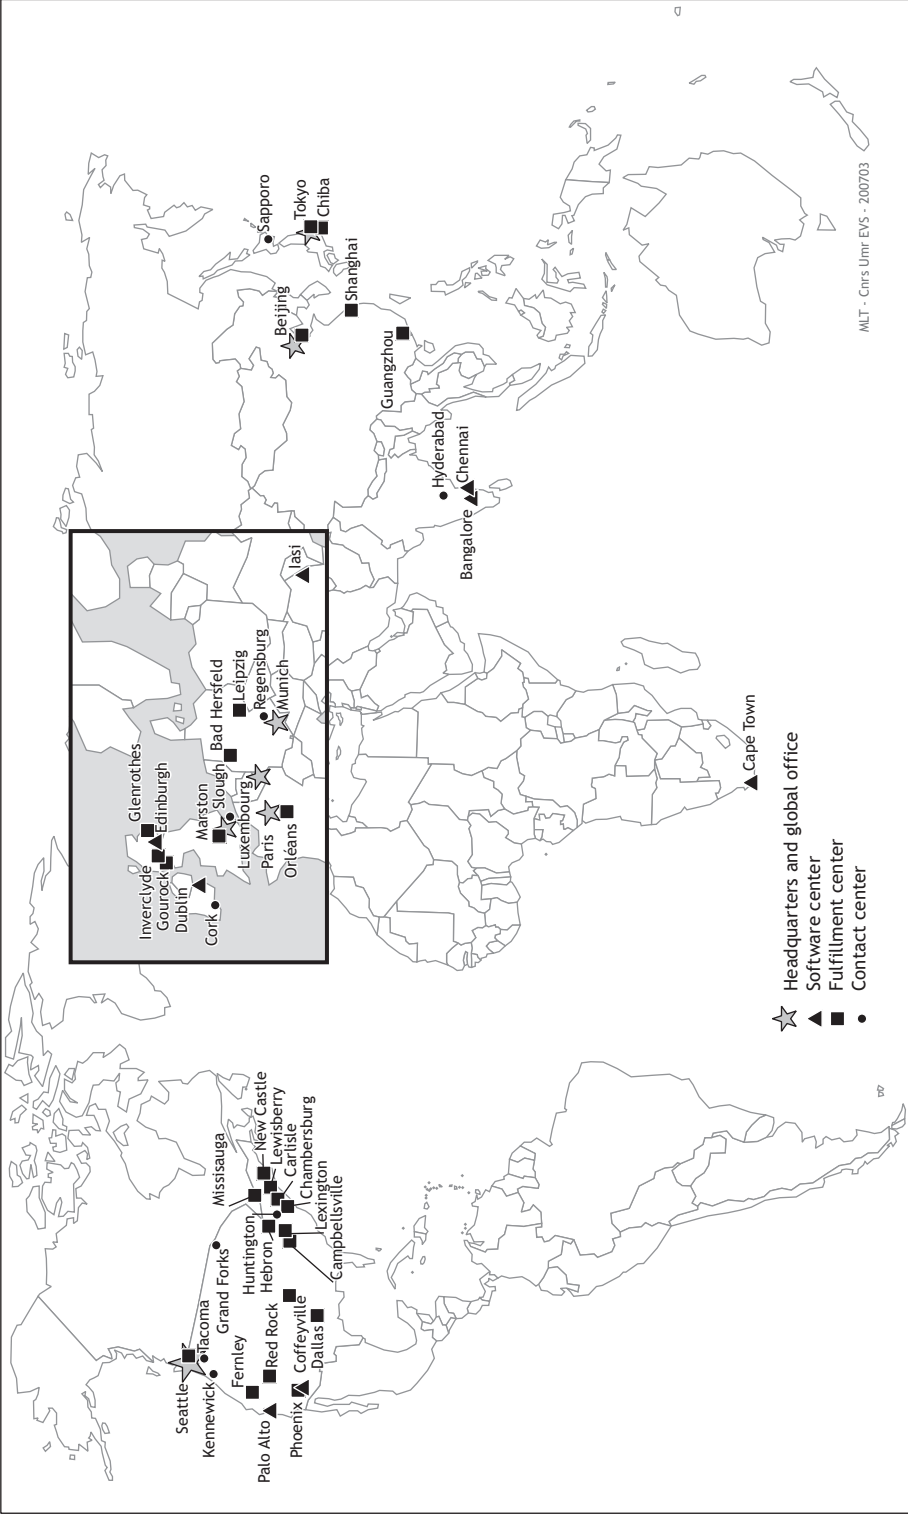 Seattle
Tacoma
Kennewick
Grand Forks
Fernley
Palo Alto
Red Rock
Phoenix
Coffeyville
Dallas
Missisauga
Huntington
Hebron
New Castle
Lewisberry
Carlisle
Chambersburg
Lexington
Campbellsville
Glenrothes
Edinburgh
Inverclyde
Gourock
Dublin
Cork
Marston
Slough
Luxembourg
Paris
Orléans
Bad Hersfeld
Leipzig
Regensburg
Munich
Iasi
Sapporo
Tokyo
Chiba
Beijing
Shanghai
Guangzhou
Hyderabad
Chennai
Bangalore
Cape Town
Headquarters and global office
Software center
Fulfillment center
Contact center
MLT - Cnrs Umr EVS - 200703